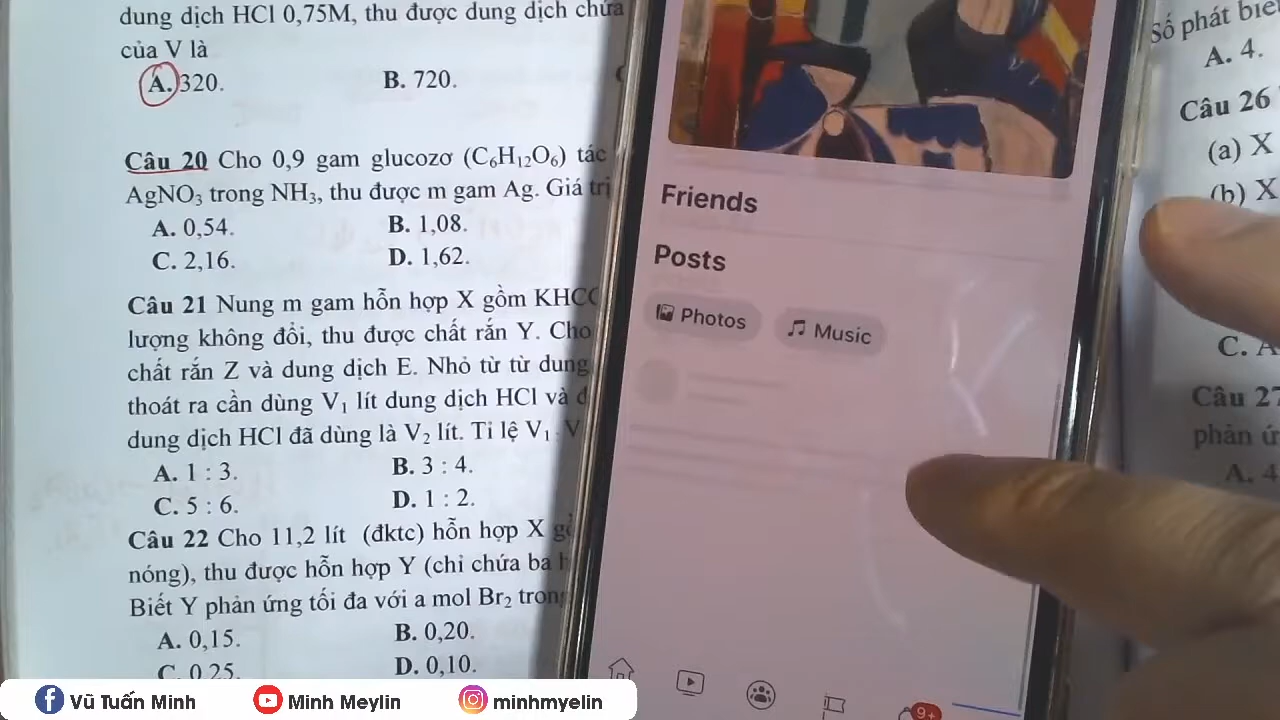 dung dịch HCl 0,75M, thu được dung dịch chứa
của V là
A. 320.
B. 720.
Câu 20 Cho 0,9 gam glucozơ (C₆H₁₂O₆) tác
AgNO₃ trong NH₃, thu được m gam Ag. Giá trị
A. 0,54.
B. 1,08.
C. 2,16.
D. 1,62.
Câu 21 Nung m gam hỗn hợp X gồm
lượng không đổi, thu được chất rắn Y. Cho
chất rắn Z và dung dịch E. Nhỏ từ từ dung
thoát ra cần dùng V₁ lít dung dịch HCl và
dung dịch HCl đã dùng là V₂ lít. Tỉ lệ V₁ : V
A. 1 : 3.
B. 3 : 4.
C. 5 : 6.
D. 1 : 2.
Câu 22 Cho 11,2 lít (đktc) hỗn hợp X
nóng), thu được hỗn hợp Y (chỉ chứa ba
Biết Y phản ứng tối đa với a mol Br₂ trong
A. 0,15.
B. 0,20.
C. 0,25.
D. 0,10.
Friends
Posts
Photos
Music
9+
Số phát biể
A. 4.
Câu 26
(a) X
(b) X
C. A
Câu 27
phản ứ
A. 4
Vũ Tuấn Minh
Minh Meylin
minhmyelin